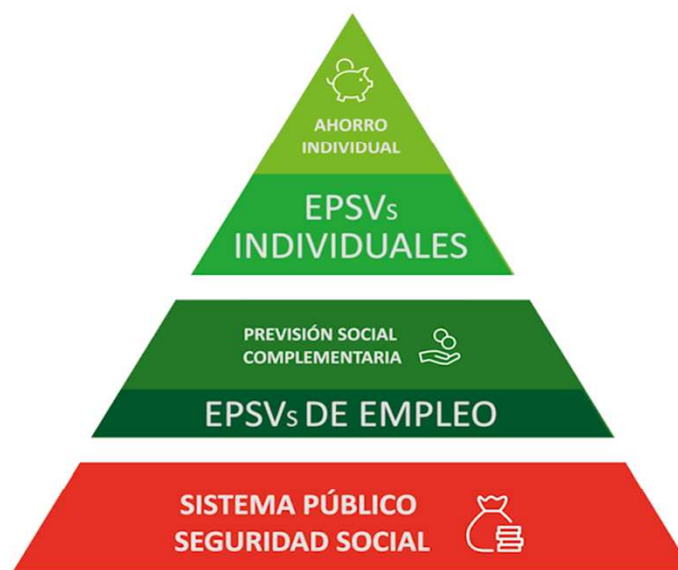 AHORRO
INDIVIDUAL
EPSVs
INDIVIDUALES
PREVISIÓN SOCIAL
COMPLEMENTARIA
EPSVs DE EMPLEO
SISTEMA PÚBLICO
SEGURIDAD SOCIAL